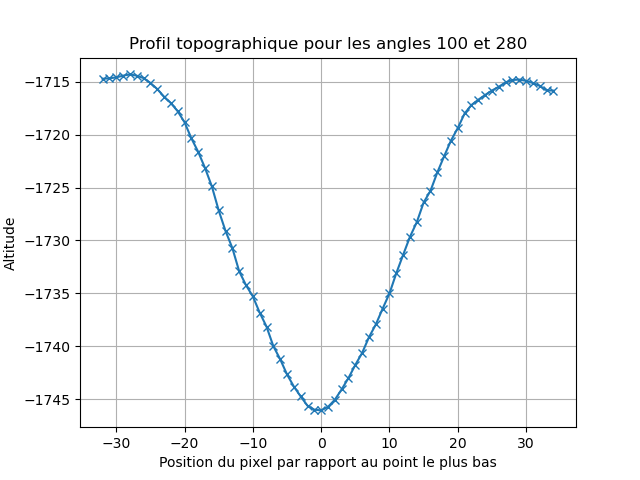 Profil topographique pour les angles 100 et 280
−1715
−1720
−1725
−1730
−1735
−1740
−1745
Altitude
−30 −20 −10 0 10 20 30
Position du pixel par rapport au point le plus bas